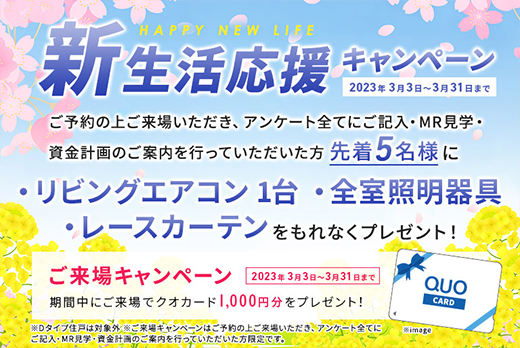 HAPPY NEW LIFE
新生活応援キャンペーン
2023年 3月3日～3月31日まで
ご予約の上ご来場いただき、アンケート全てにご記入・MR見学・
資金計画のご案内を行っていただいた方 先着5名様に
・リビングエアコン 1台 ・全室照明器具
・レースカーテンをもれなくプレゼント！
ご来場キャンペーン 2023年 3月3日～3月31日まで
期間中にご来場でクオカード1,000円分をプレゼント！
QUO
CARD
※image
※Dタイプ住戸は対象外 ※ご来場キャンペーンはご予約の上ご来場いただき、アンケート全てに
ご記入・MR見学・資金計画のご案内を行っていただいた方限定です。